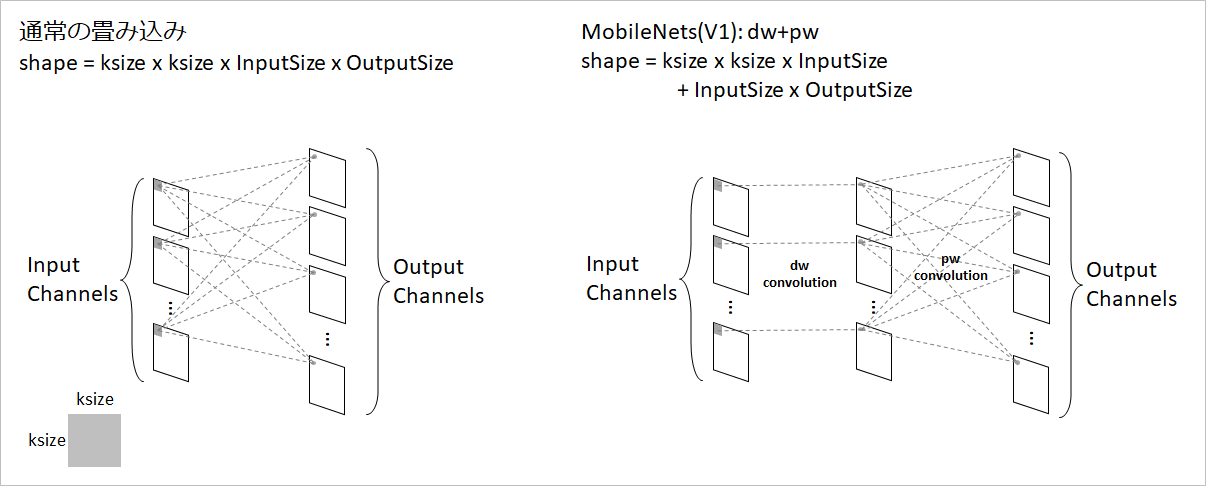 通常の畳み込み
shape = ksize x ksize x InputSize x OutputSize
Input
Channels
...
...
Output
Channels
ksize
ksize
MobileNets(V1): dw+pw
shape = ksize x ksize x InputSize
+ InputSize x OutputSize
Input
Channels
...
dw
convolution
...
pw
convolution
...
Output
Channels